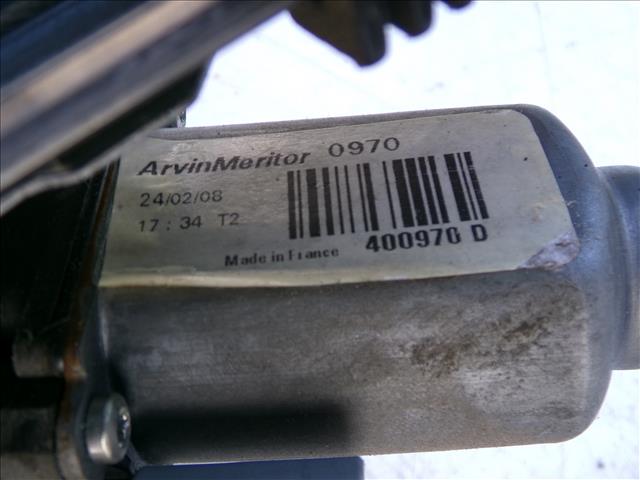 ArvinMeritor 0970
24/02/08
17:34 T2
400970 D
Made in France